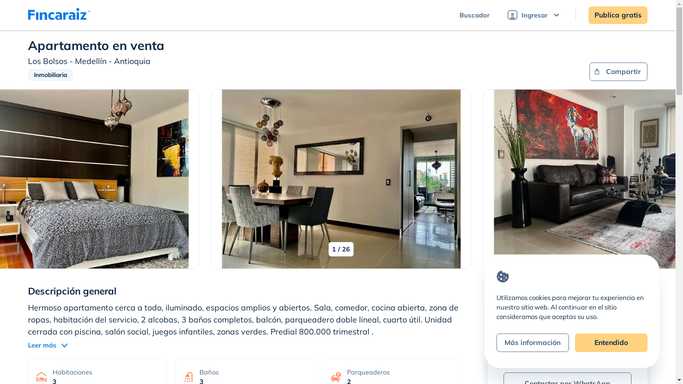 Fincaraiz
Buscador
Ingresar
Publica gratis
Apartamento en venta
Los Bolsos - Medellín - Antioquia
Inmobiliaria
Compartir
1 / 26
Descripción general
Hermoso apartamento cerca a todo, iluminado, espacios amplios y abiertos. Sala, comedor, cocina abierta, zona de
ropas, habitación del servicio, 2 alcobas, 3 baños completos, balcón, parqueadero doble lineal, cuarto útil. Unidad
cerrada con piscina, salón social, juegos infantiles, zonas verdes. Predial 800.000 trimestral .
Leer más
Habitaciones
3
Baños
3
Parqueaderos
2
Utilizamos cookies para mejorar tu experiencia en
nuestro sitio web. Al continuar en el sitio
consideramos que aceptas su uso.
Más información
Entendido
Contactar por WhatsApp